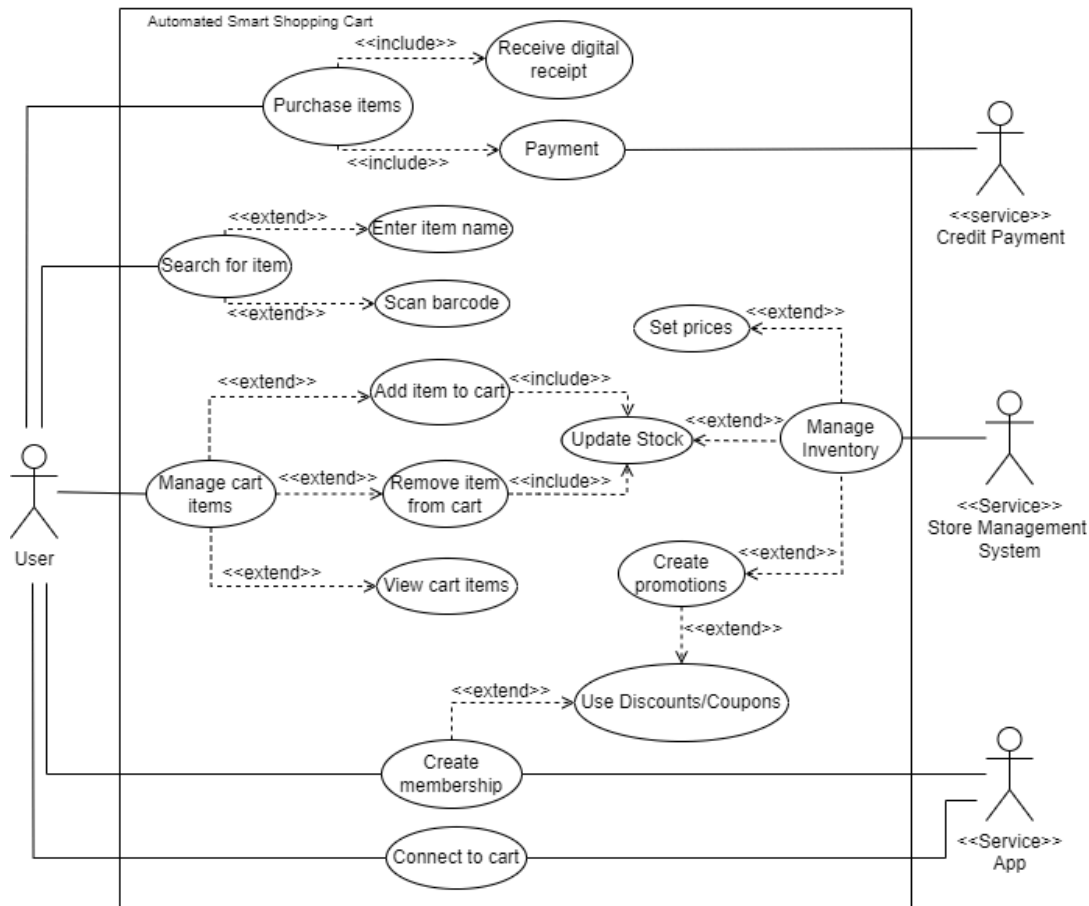 Automated Smart Shopping Cart
<<include>>
Receive digital
receipt
Purchase items
<<include>>
Payment
<<service>>
Credit Payment
<<extend>>
Enter item name
Search for item
<<extend>>
Scan barcode
Set prices
<<extend>>
<<extend>>
Add item to cart
<<include>>
Update Stock
<<extend>>
Manage
Inventory
Manage cart
items
<<extend>>
Remove item
from cart
<<include>>
<<Service>>
Store Management
System
User
<<extend>>
View cart items
Create
promotions
<<extend>>
<<extend>>
<<extend>>
Use Discounts/Coupons
Create
membership
Connect to cart
<<Service>>
App